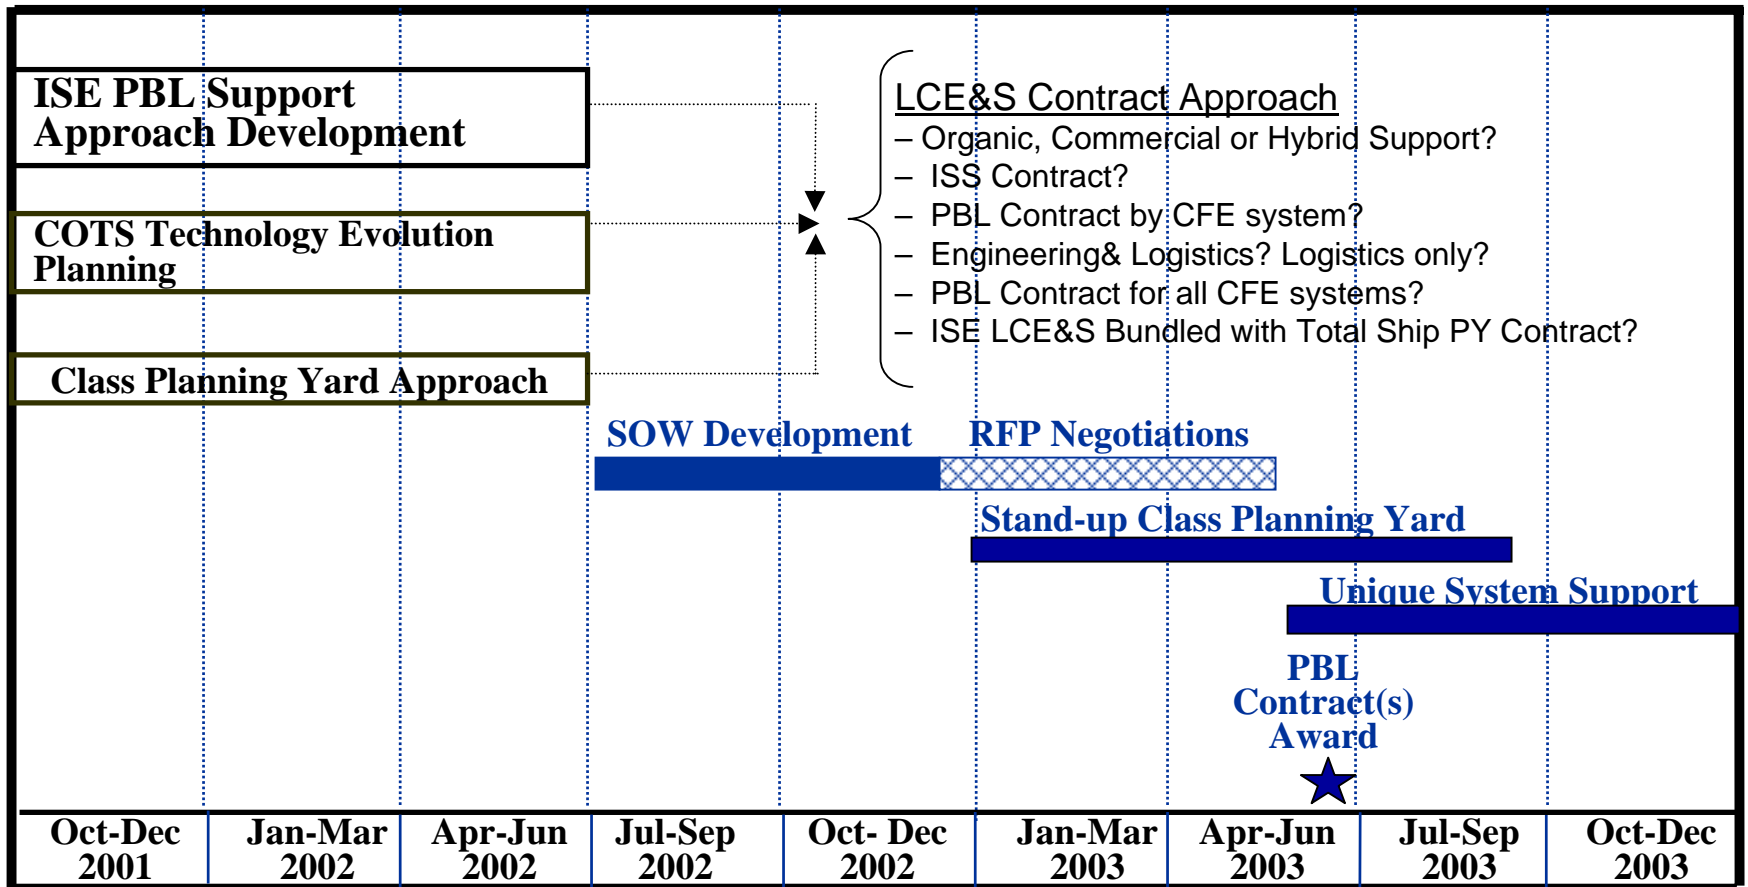 ISE PBL Support
Approach Development
COTS Technology Evolution
Planning
Class Planning Yard Approach
LCE&S Contract Approach
– Organic, Commercial or Hybrid Support?
– ISS Contract?
– PBL Contract by CFE system?
– Engineering& Logistics? Logistics only?
– PBL Contract for all CFE systems?
– ISE LCE&S Bundled with Total Ship PY Contract?
SOW Development
RFP Negotiations
Stand-up Class Planning Yard
Unique System Support
PBL
Contract(s)
Award
Oct-Dec
2001
Jan-Mar
2002
Apr-Jun
2002
Jul-Sep
2002
Oct- Dec
2002
Jan-Mar
2003
Apr-Jun
2003
Jul-Sep
2003
Oct-Dec
2003